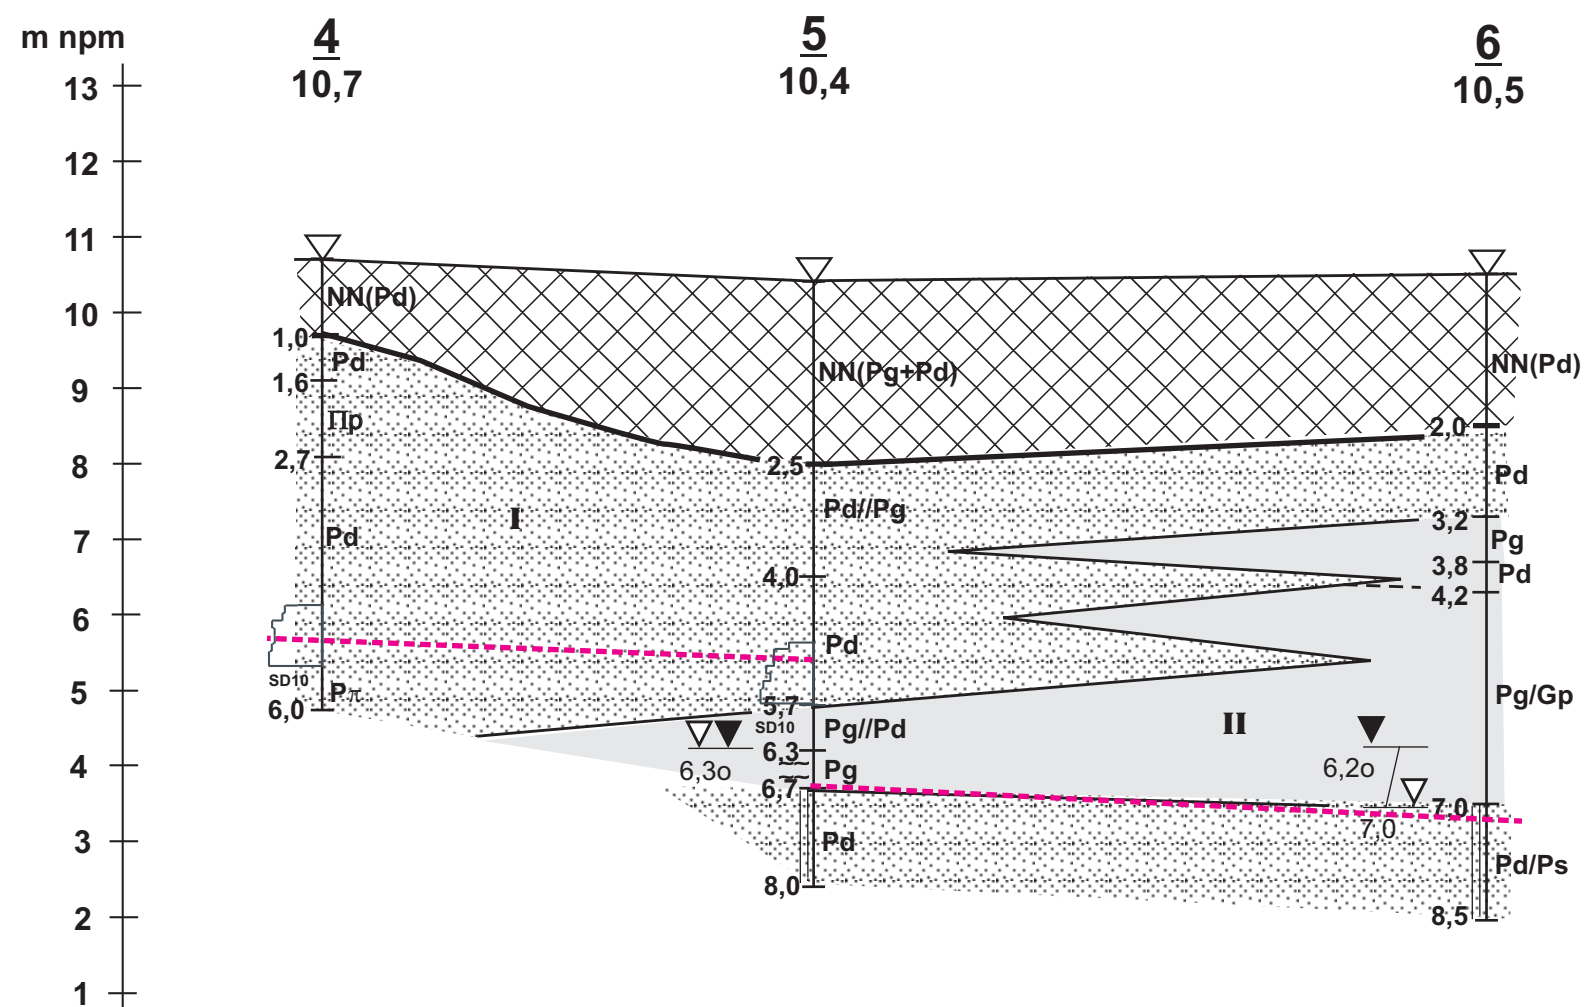 m npm
4
10,7
5
10,4
6
10,5
13
12
11
10
9
8
7
6
5
4
3
2
1
NN(Pd)
1,0
Pd
1,6
Πp
2,7
Pd
I
SD10
Pπ
6,0
NN(Pg+Pd)
2,5
Pd//Pg
4,0
Pd
5,7
SD10
Pg//Pd
6,3
6,3o
Pg
6,7
Pd
8,0
NN(Pd)
2,0
Pd
3,2
Pg
3,8
Pd
4,2
Pg/Gp
II
6,2o
7,0
7,0
Pd/Ps
8,5